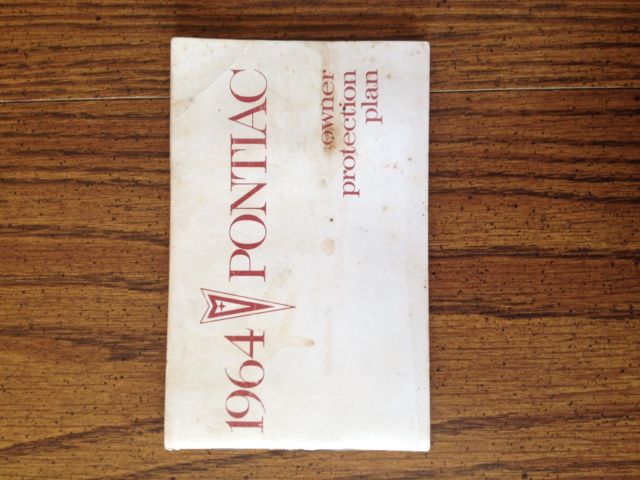 1964 PONTIAC
owner
protection
plan